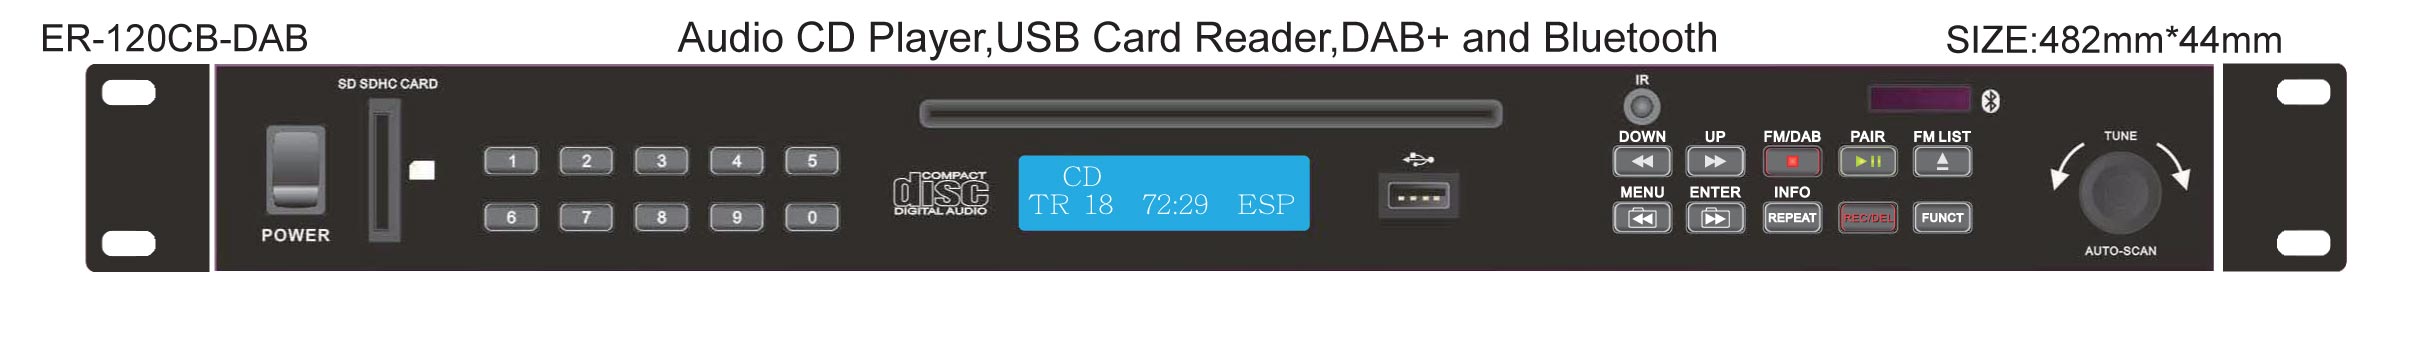 ER-120CB-DAB
Audio CD Player,USB Card Reader,DAB+ and Bluetooth
SIZE:482mm*44mm
SD SDHC CARD
POWER
1 2 3 4 5
6 7 8 9 0
COMPACT
disc
DIGITAL AUDIO
CD
TR 18 72:29 ESP
IR
DOWN UP FM/DAB PAIR FM LIST
MENU ENTER INFO
REPEAT REC/DEL FUNCT
TUNE
AUTO-SCAN